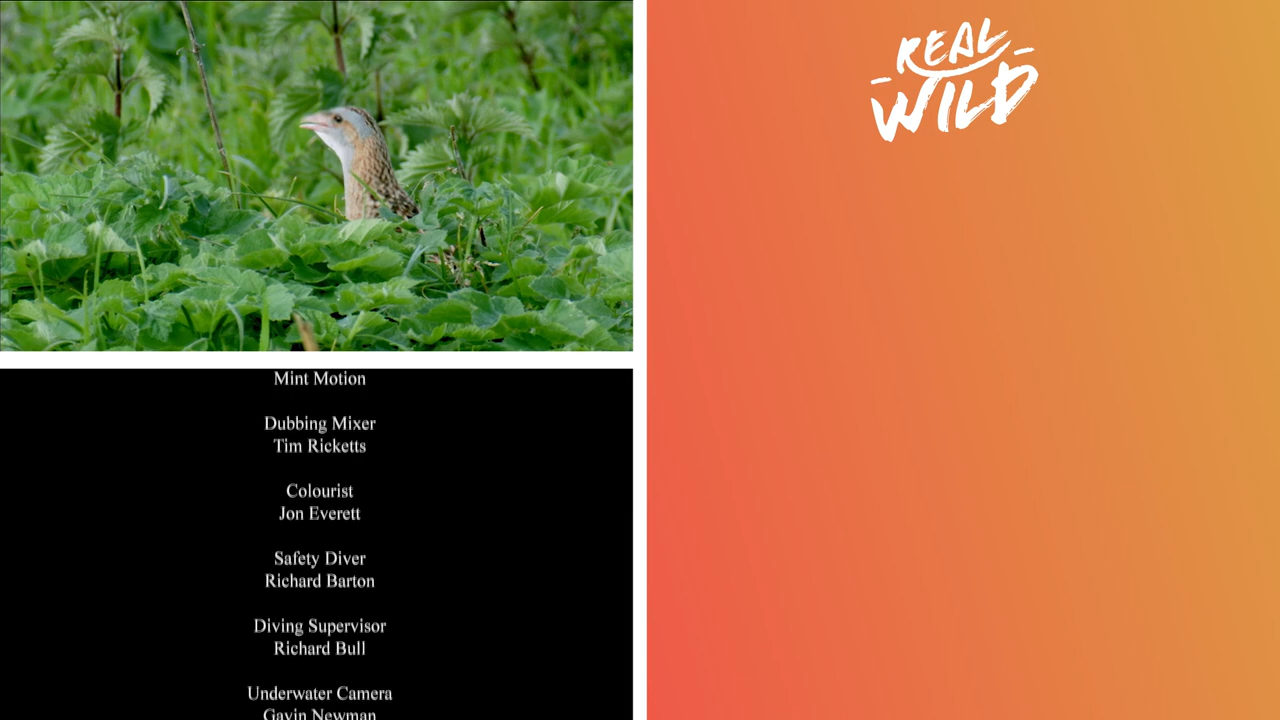 REAL
WILD
Mint Motion
Dubbing Mixer
Tim Ricketts
Colourist
Jon Everett
Safety Diver
Richard Barton
Diving Supervisor
Richard Bull
Underwater Camera
Gavin Newman